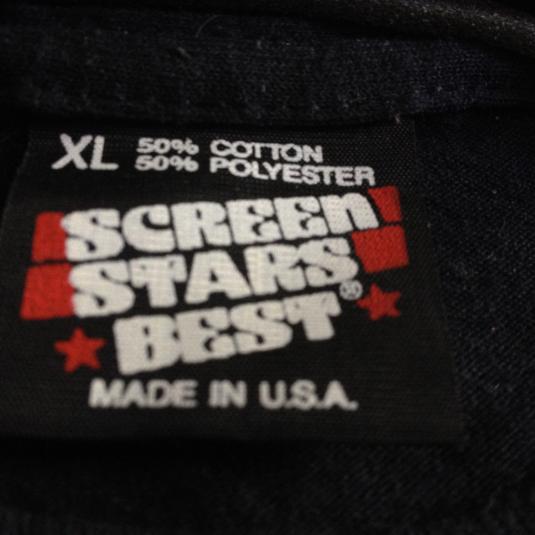 XL 50% COTTON
50% POLYESTER
SCREEN
STARS
BEST®
MADE IN U.S.A.